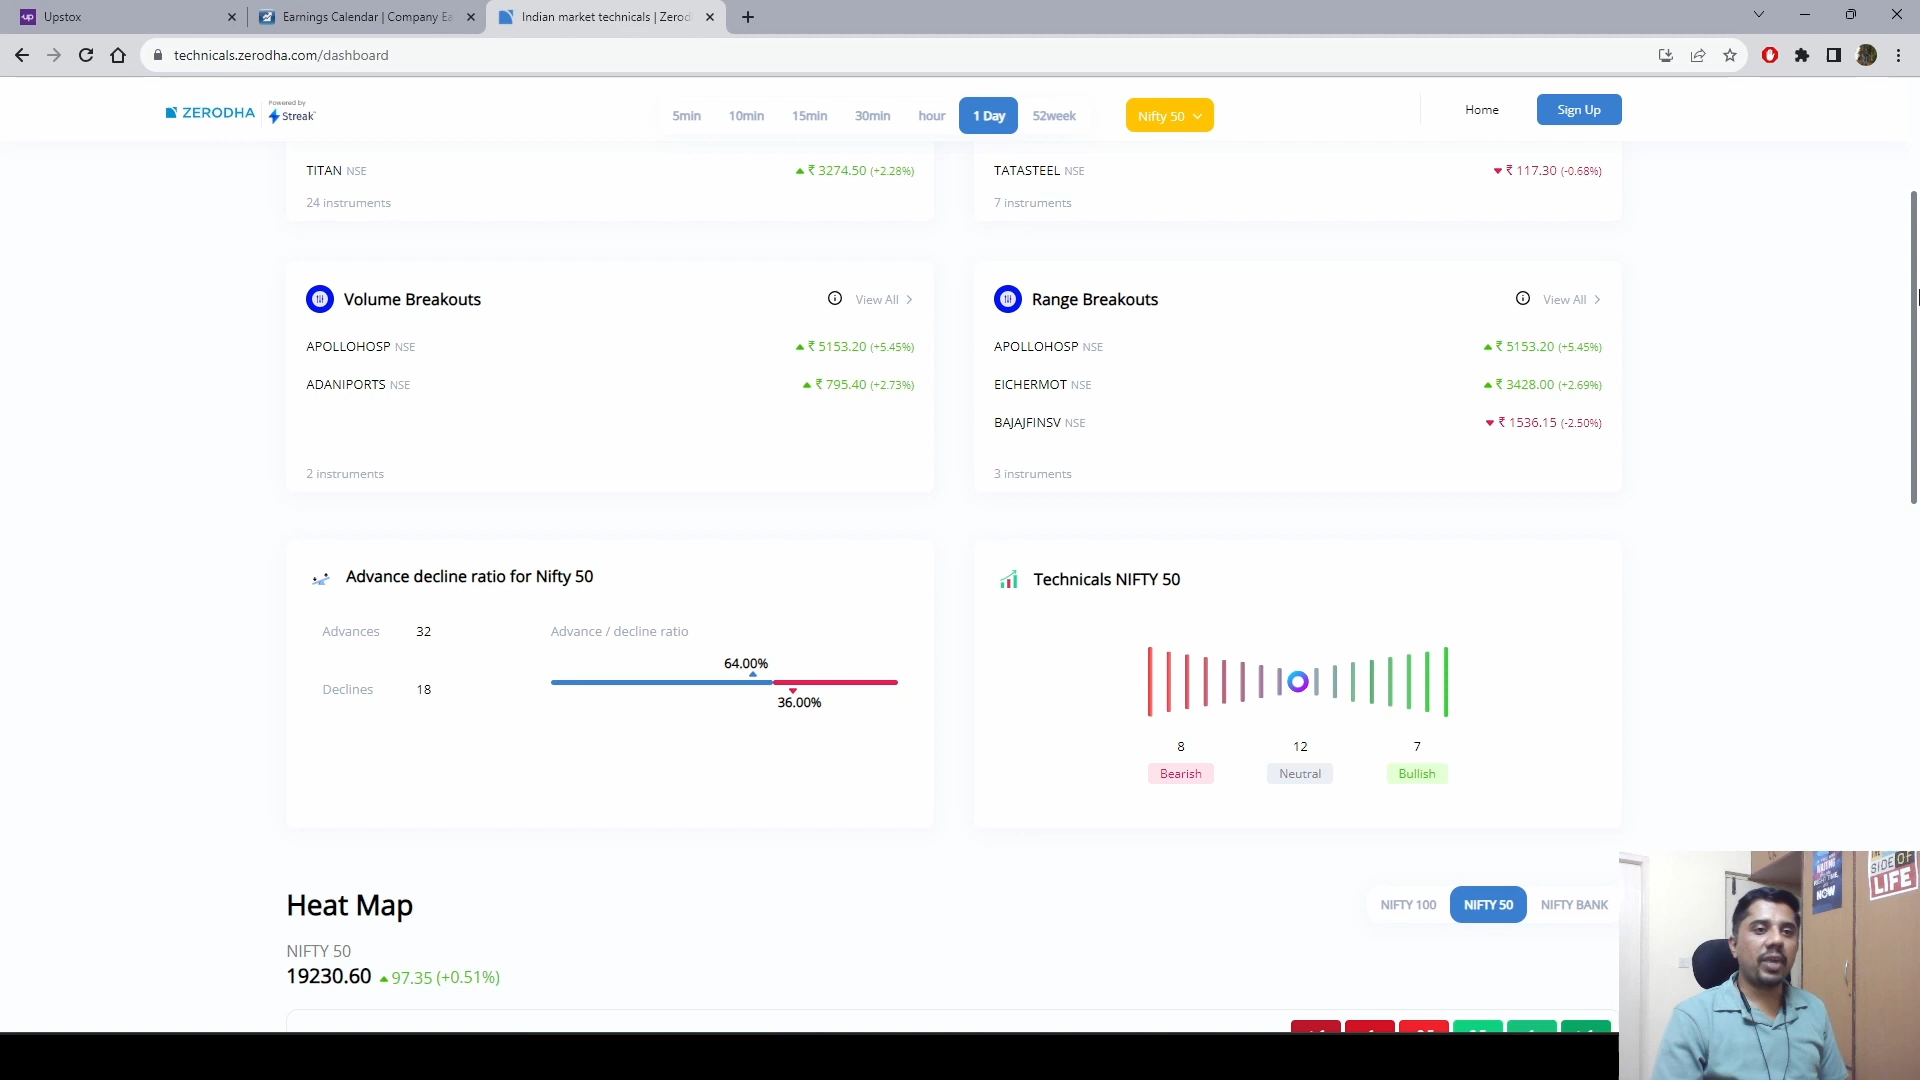 up Upstox
Earnings Calendar | Company Ea
Indian market technicals | Zerod
technicals.zerodha.com/dashboard
ZERODHA
Powered by
Streak
5min 10min 15min 30min hour 1 Day 52week
Nifty 50
Home
Sign Up
TITAN NSE
₹ 3274.50 (+2.28%)
24 instruments
TATASTEEL NSE
₹ 117.30 (-0.68%)
7 instruments
Volume Breakouts
View All
APOLLOHOSP NSE
₹ 5153.20 (+5.45%)
ADANIPORTS NSE
₹ 795.40 (+2.73%)
2 instruments
Range Breakouts
View All
APOLLOHOSP NSE
₹ 5153.20 (+5.45%)
EICHERMOT NSE
₹ 3428.00 (+2.69%)
BAJAJFINSV NSE
₹ 1536.15 (-2.50%)
3 instruments
Advance decline ratio for Nifty 50
Advances 32
Declines 18
Advance / decline ratio
64.00%
36.00%
Technicals NIFTY 50
8 12 7
Bearish Neutral Bullish
Heat Map
NIFTY 100 NIFTY 50 NIFTY BANK
NIFTY 50
19230.60 97.35 (+0.51%)
SIDE OF
LIFE
NOW